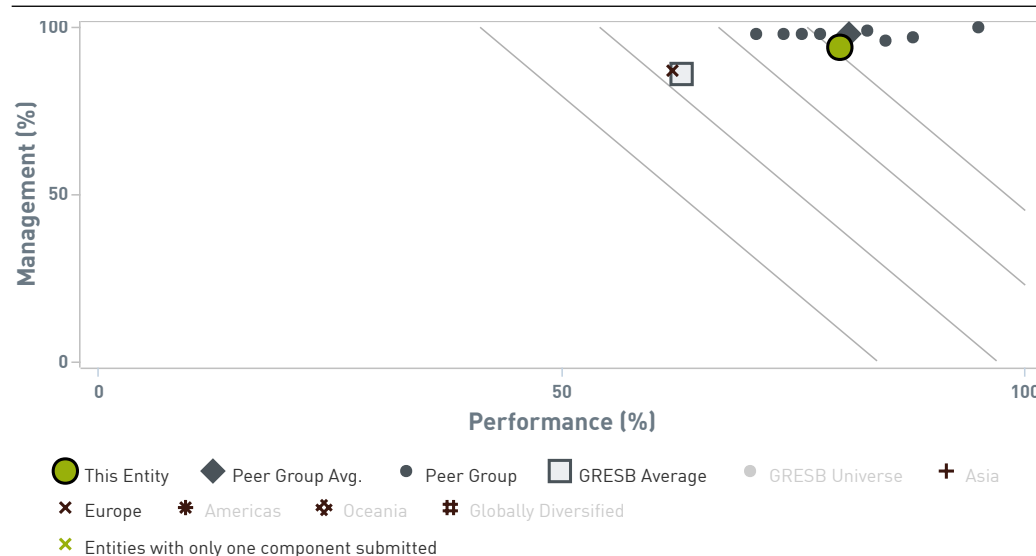 100
50
0
Management (%)
0 50 100
Performance (%)
This Entity Peer Group Avg. Peer Group GRESB Average GRESB Universe Asia
Europe Americas Oceania Globally Diversified
Entities with only one component submitted